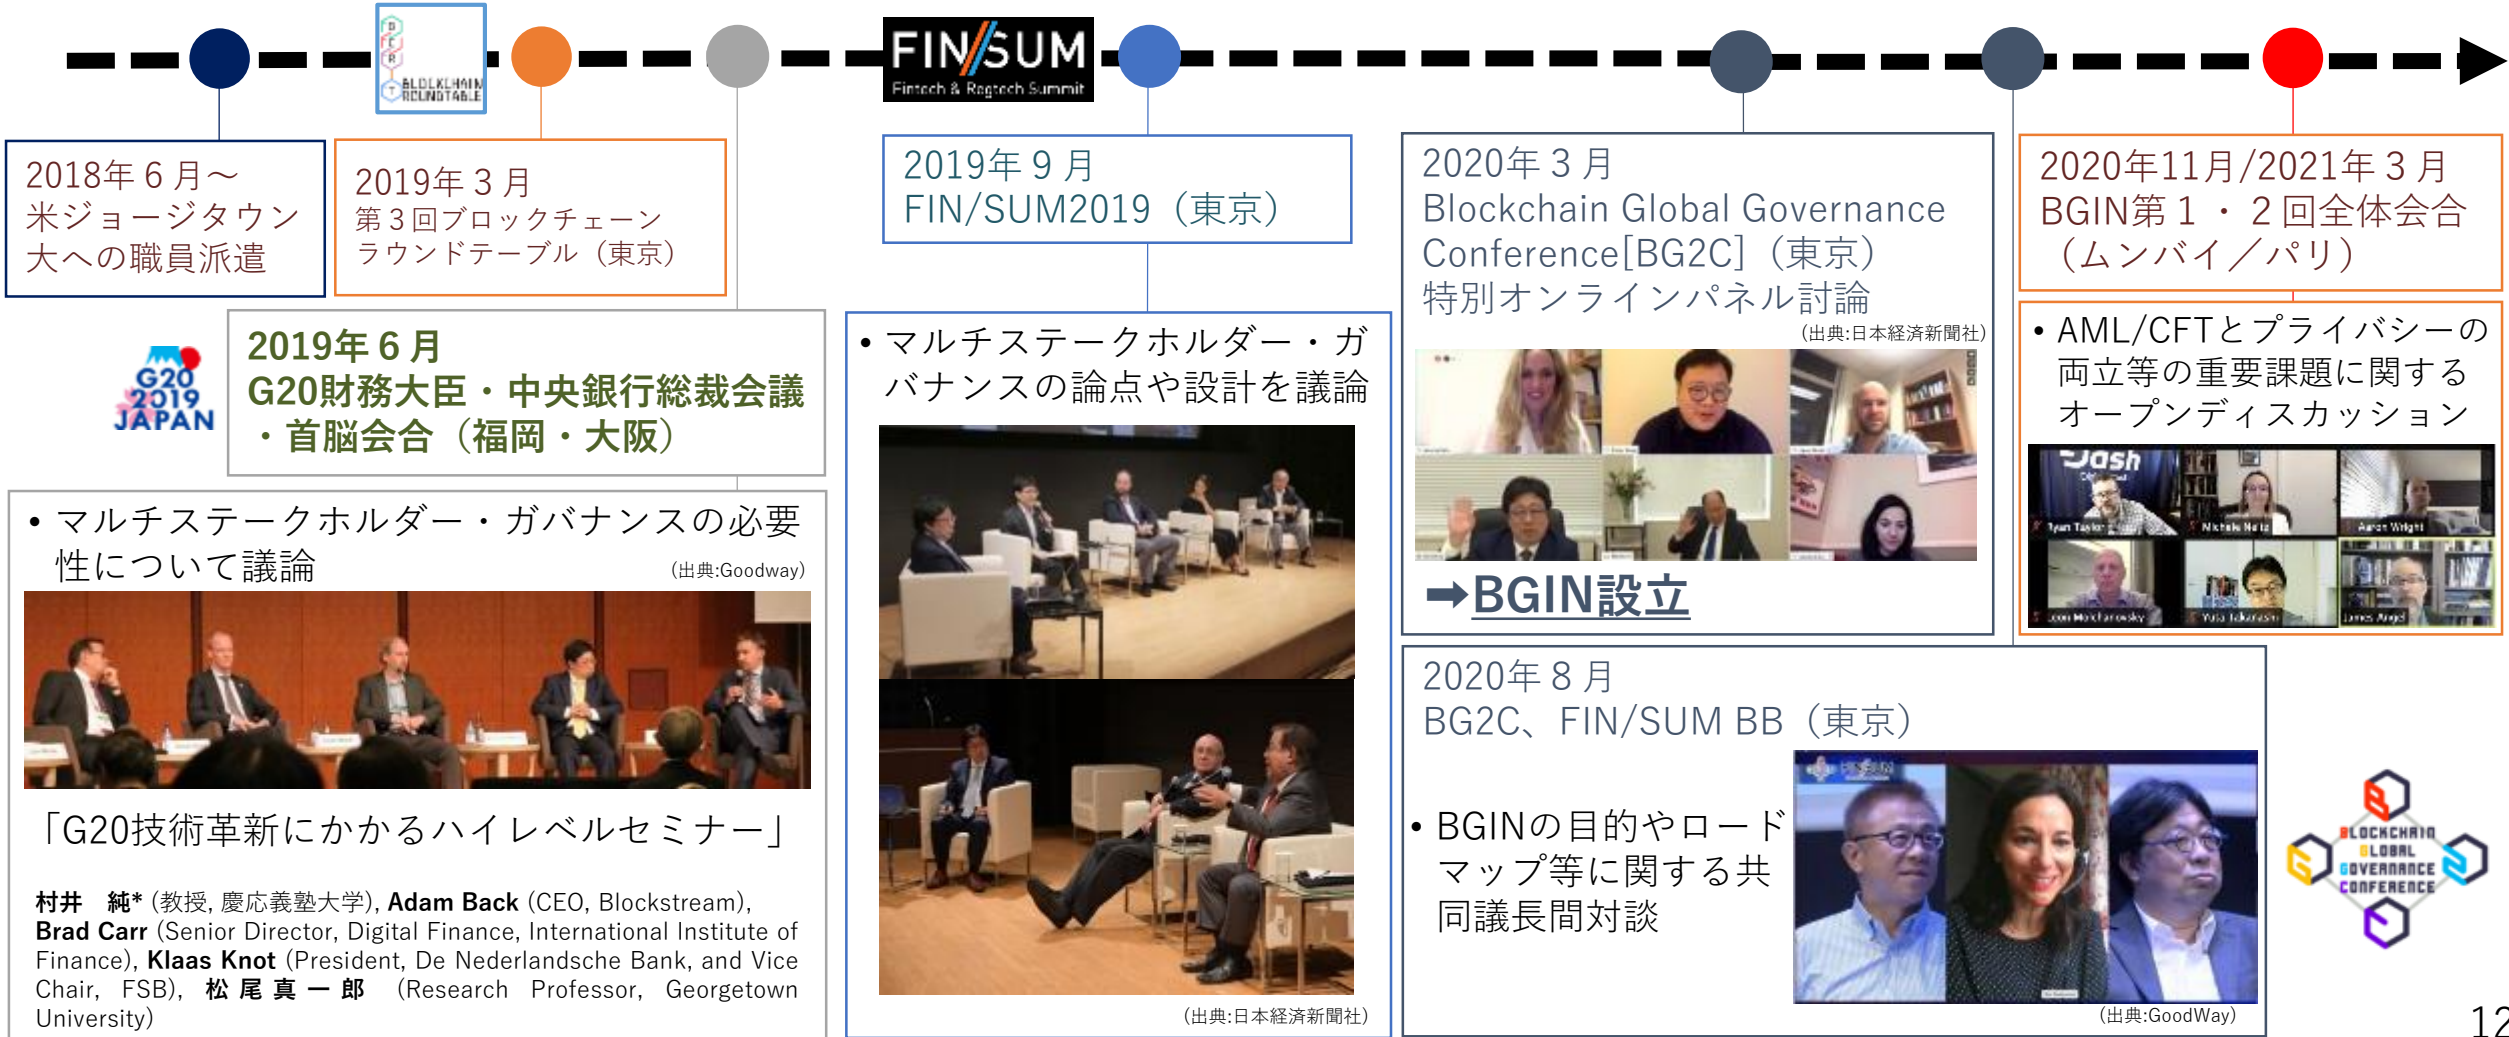 BLOCKCHAIN
ROUNDTABLE
FIN/SUM
Fintech & Regtech Summit
2018年6月～
米ジョージタウン
大への職員派遣
2019年3月
第3回ブロックチェーン
ラウンドテーブル（東京）
G20
2019
JAPAN
2019年6月
G20財務大臣・中央銀行総裁会議
・首脳会合（福岡・大阪）
• マルチステークホルダー・ガバナンスの必要
性について議論
(出典:Goodway)
「G20技術革新にかかるハイレベルセミナー」
村井　純* (教授, 慶応義塾大学), Adam Back (CEO, Blockstream),
Brad Carr (Senior Director, Digital Finance, International Institute of
Finance), Klaas Knot (President, De Nederlandsche Bank, and Vice
Chair, FSB), 松尾真一郎 (Research Professor, Georgetown
University)
2019年9月
FIN/SUM2019（東京）
• マルチステークホルダー・ガ
バナンスの論点や設計を議論
(出典:日本経済新聞社)
2020年3月
Blockchain Global Governance
Conference[BG2C]（東京）
特別オンラインパネル討論
(出典:日本経済新聞社)
➡BGIN設立
2020年8月
BG2C、FIN/SUM BB（東京）
• BGINの目的やロード
マップ等に関する共
同議長間対談
FIN/SUM
(出典:GoodWay)
2020年11月/2021年3月
BGIN第1・2回全体会合
（ムンバイ／パリ）
• AML/CFTとプライバシーの
両立等の重要課題に関する
オープンディスカッション
Dash
Ryan Taylor
Michele Neitz
Aaron Wright
Leon Molchanovsky
Yuta Takanashi
James Angel
BLOCKCHAIN
GLOBAL
GOVERNANCE
CONFERENCE
12